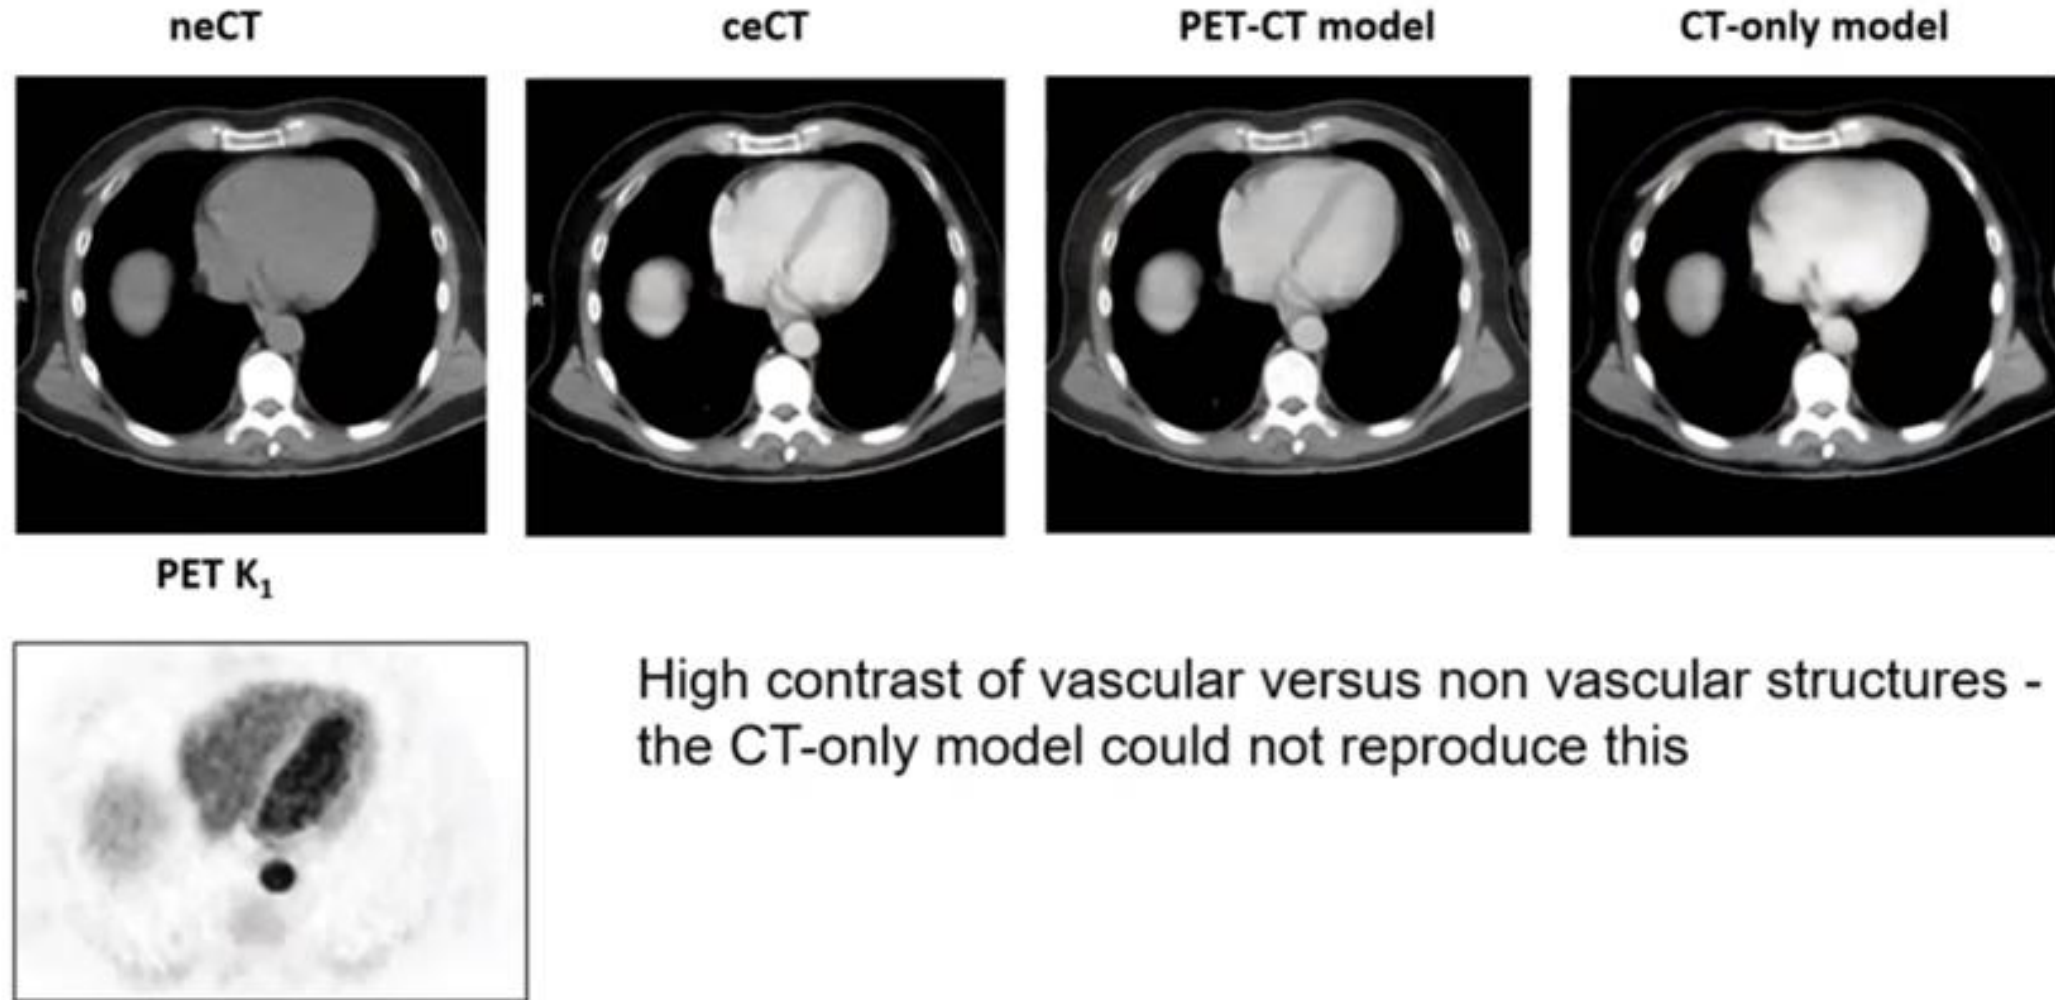 neCT
ceCT
PET-CT model
CT-only model
R
R
PET K₁
High contrast of vascular versus non vascular structures -
the CT-only model could not reproduce this